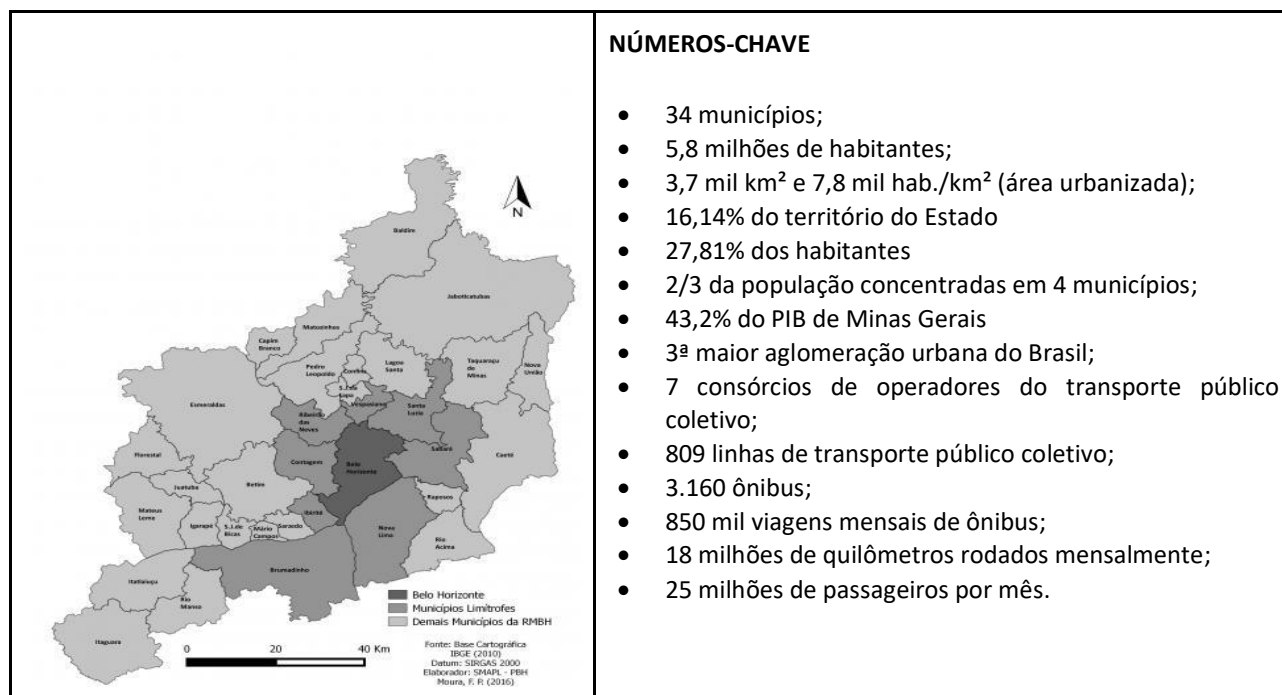 N
Baldim
Jaboticatubas
Matozinhos
Capim
Branco
Pedro
Leopoldo
Confins
Lagoa
Santa
Taquaraçu
de
Minas
Nova
União
Esmeraldas
S.J.da
Lapa
Vespasiano
Ribeirão
das
Neves
Santa
Luzia
Sabará
Caeté
Contagem
Belo
Horizonte
Florestal
Juatuba
Betim
Mateus
Leme
Igarapé
S.J.de
Bicas
Mário
Campos
Sarzedo
Ibirité
Nova
Lima
Raposos
Rio
Acima
Brumadinho
Itatiaiuçu
Rio
Manso
Itaguara
Belo Horizonte
Municípios Limítrofes
Demais Municípios da RMBH
0 20 40 Km
Fonte: Base Cartográfica
IBGE (2010)
Datum: SIRGAS 2000
Elaborador: SMAPL - PBH
Moura, F. P. (2016)
NÚMEROS-CHAVE
• 34 municípios;
• 5,8 milhões de habitantes;
• 3,7 mil km² e 7,8 mil hab./km² (área urbanizada);
• 16,14% do território do Estado
• 27,81% dos habitantes
• 2/3 da população concentradas em 4 municípios;
• 43,2% do PIB de Minas Gerais
• 3ª maior aglomeração urbana do Brasil;
• 7 consórcios de operadores do transporte público
coletivo;
• 809 linhas de transporte público coletivo;
• 3.160 ônibus;
• 850 mil viagens mensais de ônibus;
• 18 milhões de quilômetros rodados mensalmente;
• 25 milhões de passageiros por mês.